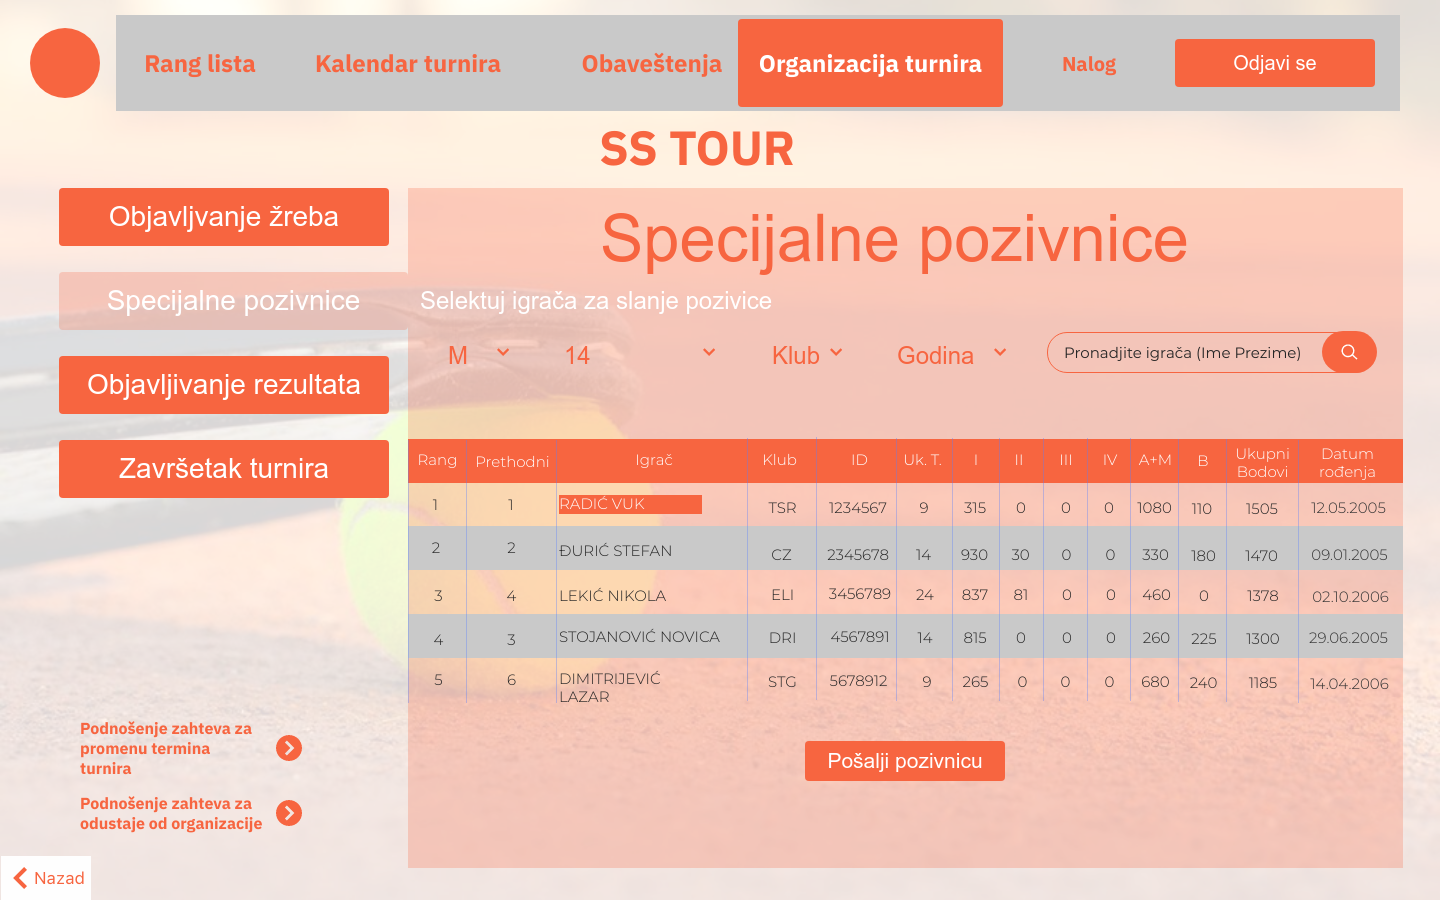 Rang lista
Kalendar turnira
Obaveštenja
Organizacija turnira
Nalog
Odjavi se
SS TOUR
Objavljvanje žreba
Specijalne pozivnice
Objavljivanje rezultata
Završetak turnira
Specijalne pozivnice
Selektuj igrača za slanje pozivice
M 14 Klub Godina Pronadjite igrača (Ime Prezime)
Rang Prethodni Igrač Klub ID Uk. T. I II III IV A+M B Ukupni Bodovi Datum rođenja
1 1 RADIĆ VUK TSR 1234567 9 315 0 0 0 1080 110 1505 12.05.2005
2 2 ĐURIĆ STEFAN CZ 2345678 14 930 30 0 0 330 180 1470 09.01.2005
3 4 LEKIĆ NIKOLA ELI 3456789 24 837 81 0 0 460 0 1378 02.10.2006
4 3 STOJANOVIĆ NOVICA DRI 4567891 14 815 0 0 0 260 225 1300 29.06.2005
5 6 DIMITRIJEVIĆ LAZAR STG 5678912 9 265 0 0 0 680 240 1185 14.04.2006
Pošalji pozivnicu
Podnošenje zahteva za
promenu termina
turnira
Podnošenje zahteva za
odustaje od organizacije
Nazad